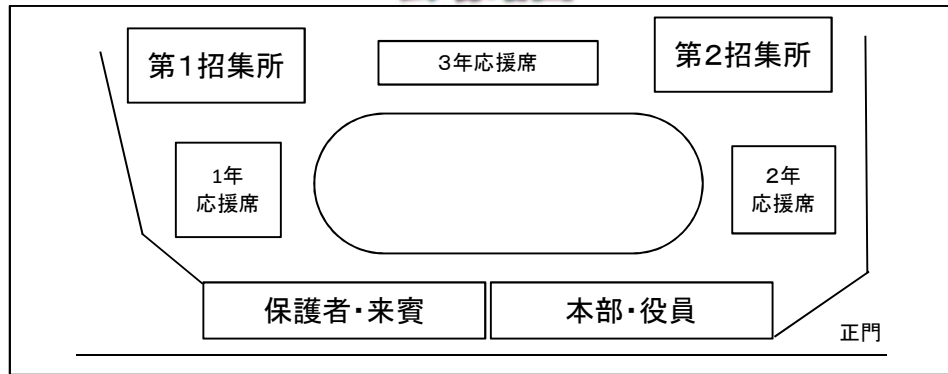 第1招集所
3年応援席
第2招集所
1年
応援席
2年
応援席
保護者・来賓
本部・役員
正門